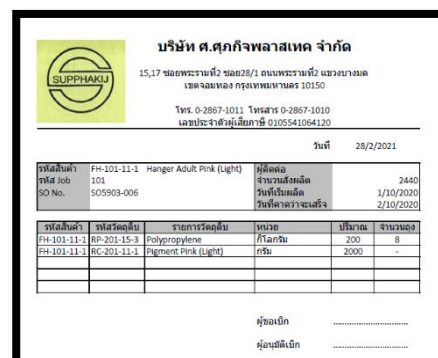 SUPPHAKIJ
บริษัท ศ.ศุภกิจพลาสเทค จำกัด
15,17 ซอยพระรามที่2 ซอย28/1 ถนนพระรามที่2 แขวงบางมด
เขตจอมทอง กรุงเทพมหานคร 10150
โทร. 0-2867-1011 โทรสาร 0-2867-1010
เลขประจำตัวผู้เสียภาษี 0105541064120
วันที่ 28/2/2021
รหัสสินค้า FH-101-11-1 Hanger Adult Pink (Light) ผู้ติดต่อ
รหัส Job 101 จำนวนสั่งผลิต 2440
SO No. SO5903-006 วันที่เริ่มผลิต 1/10/2020
วันที่คาดว่าจะเสร็จ 2/10/2020
รหัสสินค้า รหัสวัตถุดิบ รายการวัตถุดิบ หน่วย ปริมาณ จำนวนถุง
FH-101-11-1 RP-201-15-3 Polypropylene กิโลกรัม 200 8
FH-101-11-1 RC-201-11-1 Pigment Pink (Light) กรัม 2000 -
ผู้ขอเบิก ..............................
ผู้อนุมัติเบิก ..............................